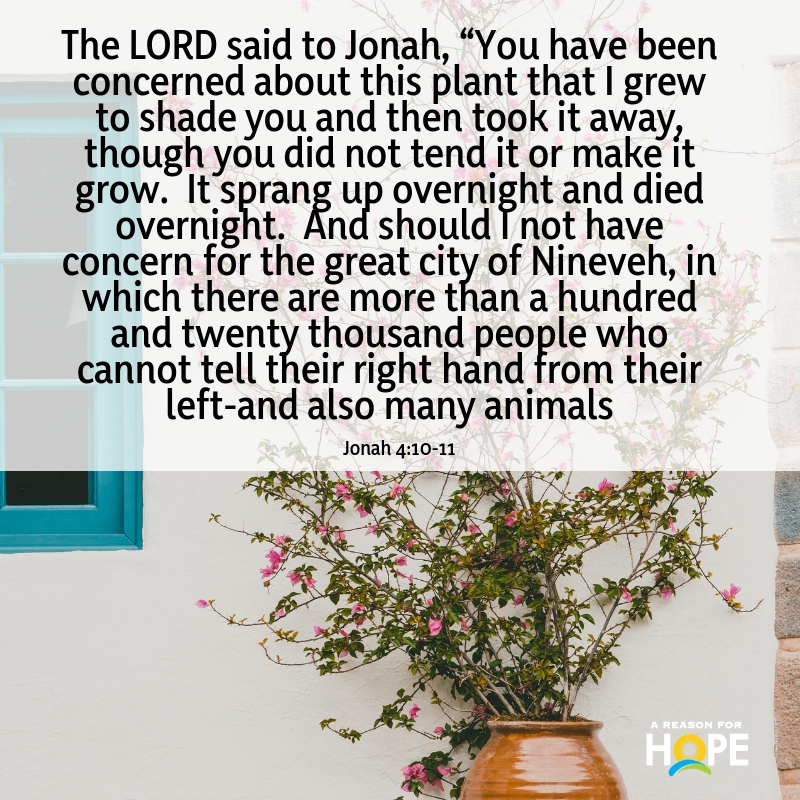 The LORD said to Jonah, “You have been
concerned about this plant that I grew
to shade you and then took it away,
though you did not tend it or make it
grow.  It sprang up overnight and died
overnight.  And should I not have
concern for the great city of Nineveh, in
which there are more than a hundred
and twenty thousand people who
cannot tell their right hand from their
left-and also many animals
Jonah 4:10-11
A REASON FOR
HOPE